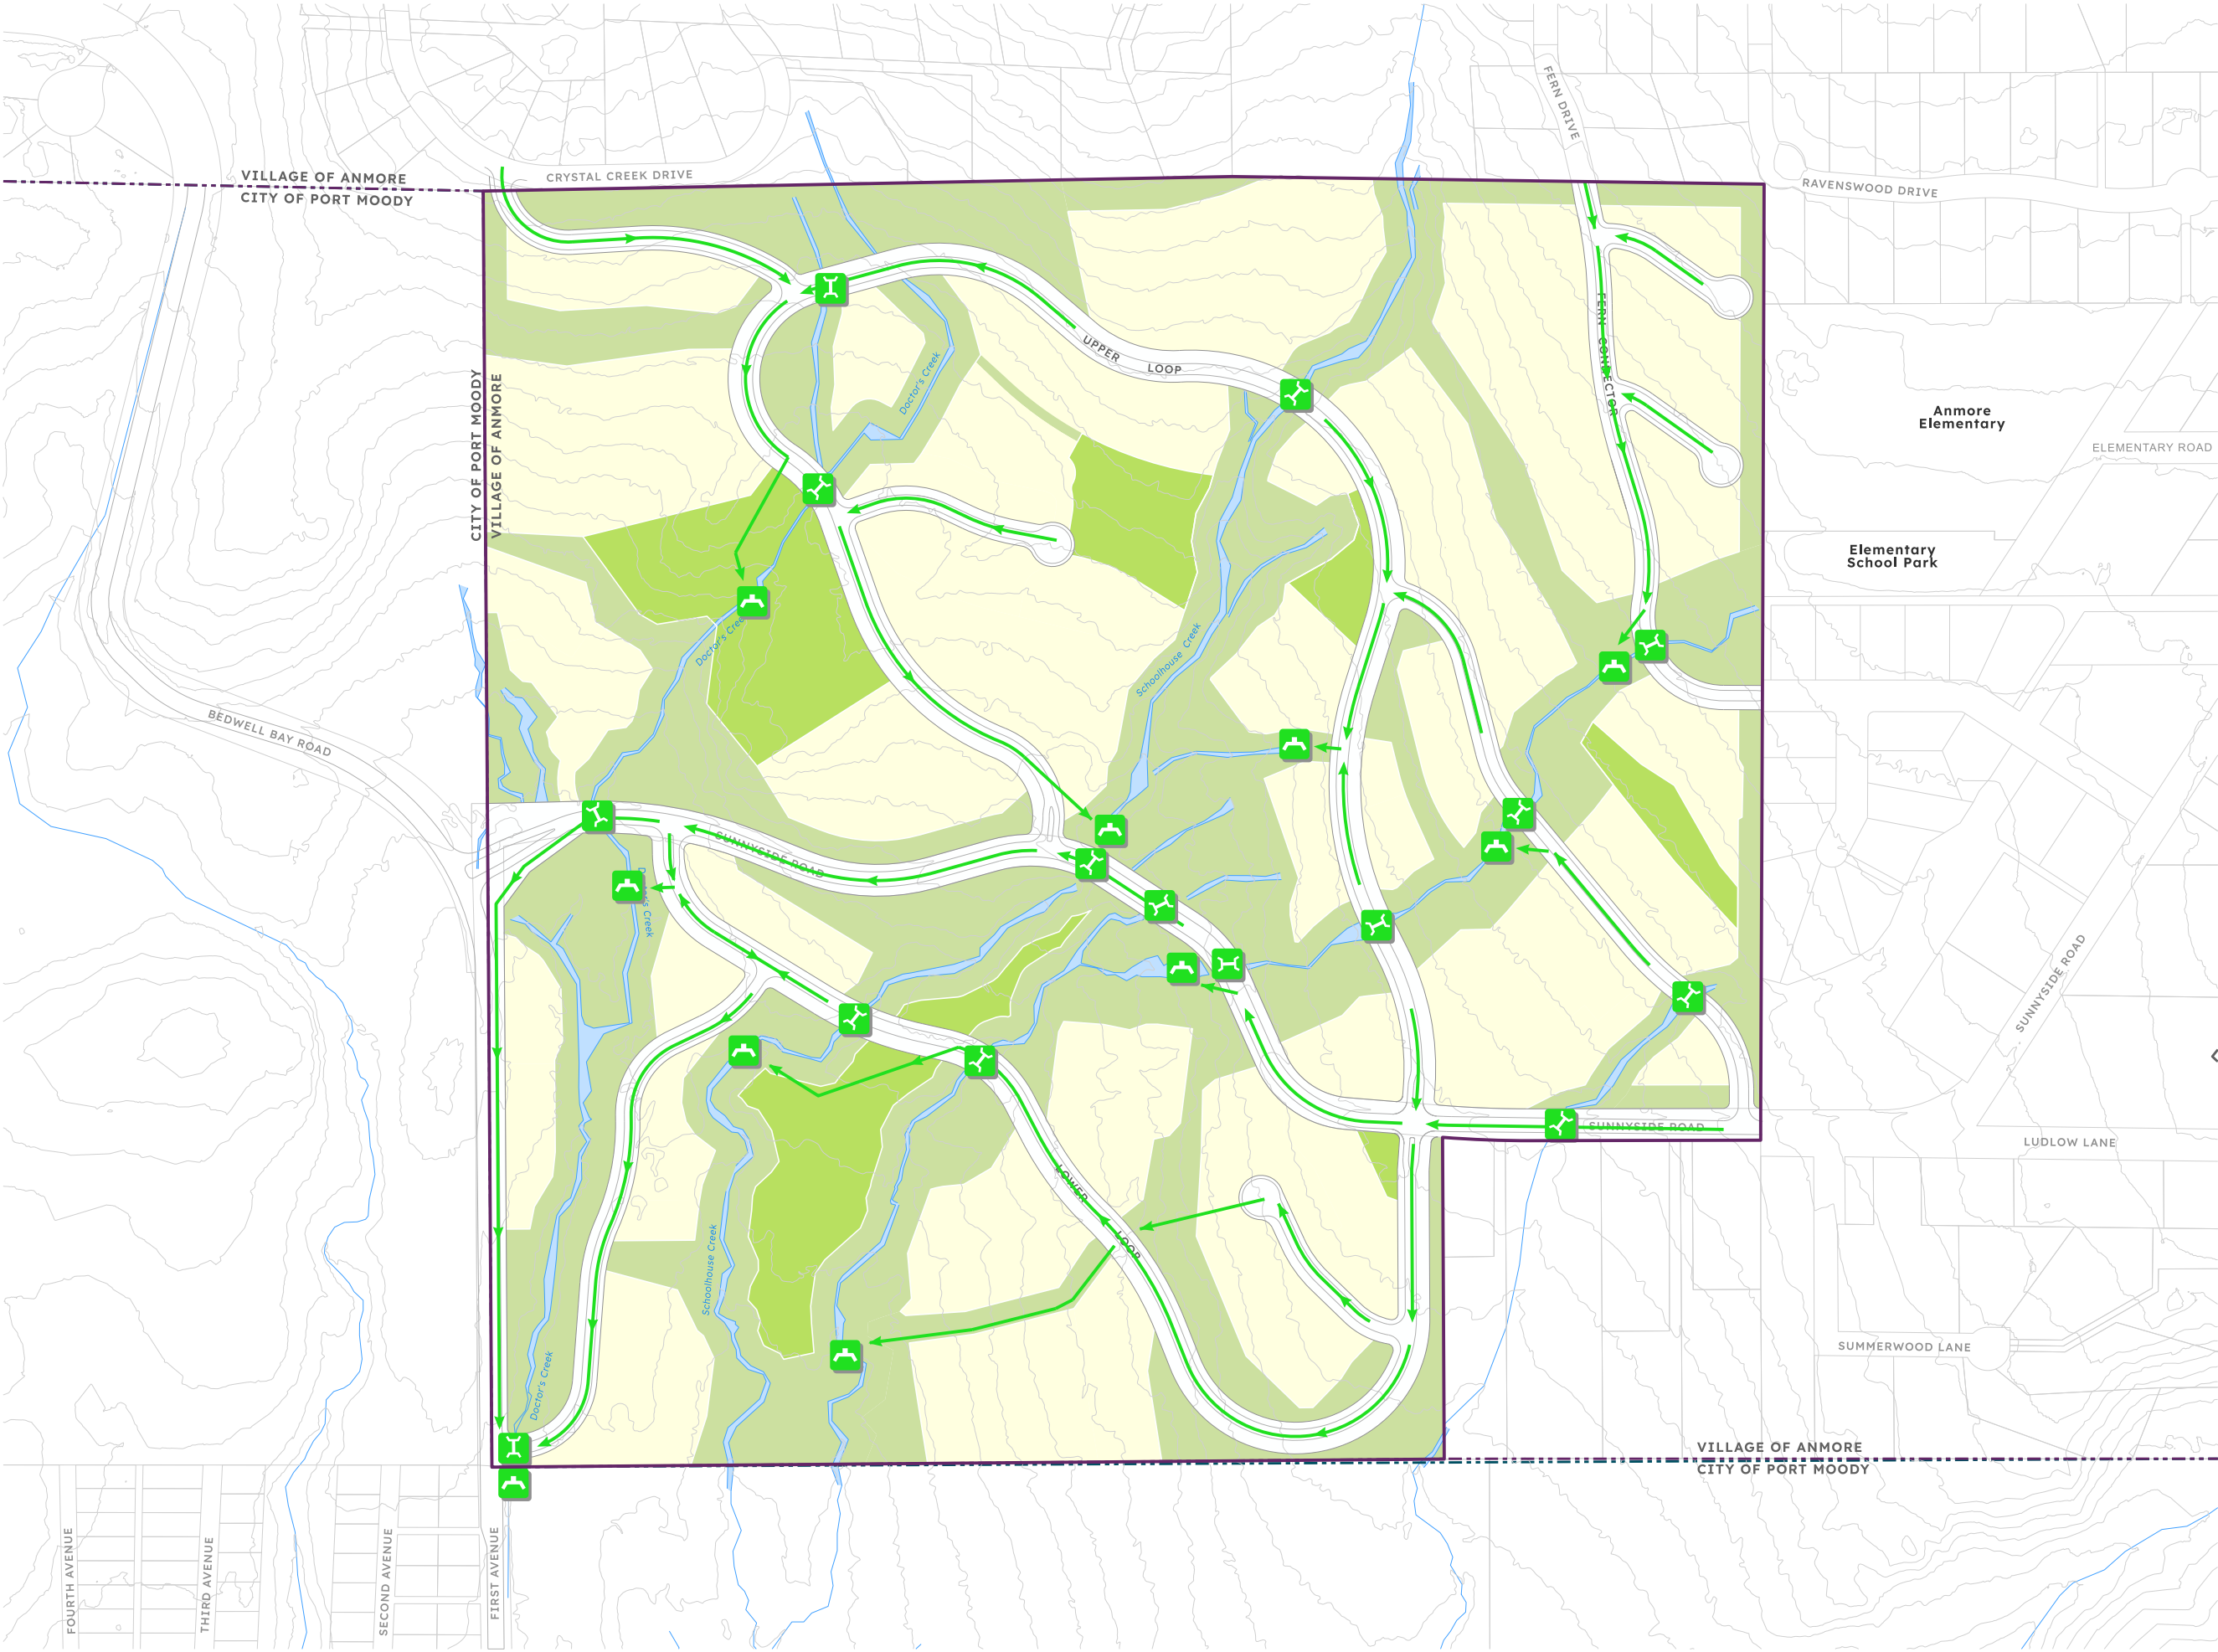 FERN DRIVE
CRYSTAL CREEK DRIVE
VILLAGE OF ANMORE
CITY OF PORT MOODY
RAVENSWOOD DRIVE
UPPER
LOOP
FERN CONNECTOR
Doctor's Creek
CITY OF PORT MOODY
VILLAGE OF ANMORE
Anmore
Elementary
ELEMENTARY ROAD
Elementary
School Park
Doctor's Creek
Schoolhouse Creek
BEDWELL BAY ROAD
SUNNYSIDE ROAD
Doctor's Creek
SUNNYSIDE ROAD
SUNNYSIDE ROAD
LUDLOW LANE
LOWER
LOOP
Schoolhouse Creek
SUMMERWOOD LANE
Doctor's Creek
VILLAGE OF ANMORE
CITY OF PORT MOODY
FOURTH AVENUE
THIRD AVENUE
SECOND AVENUE
FIRST AVENUE